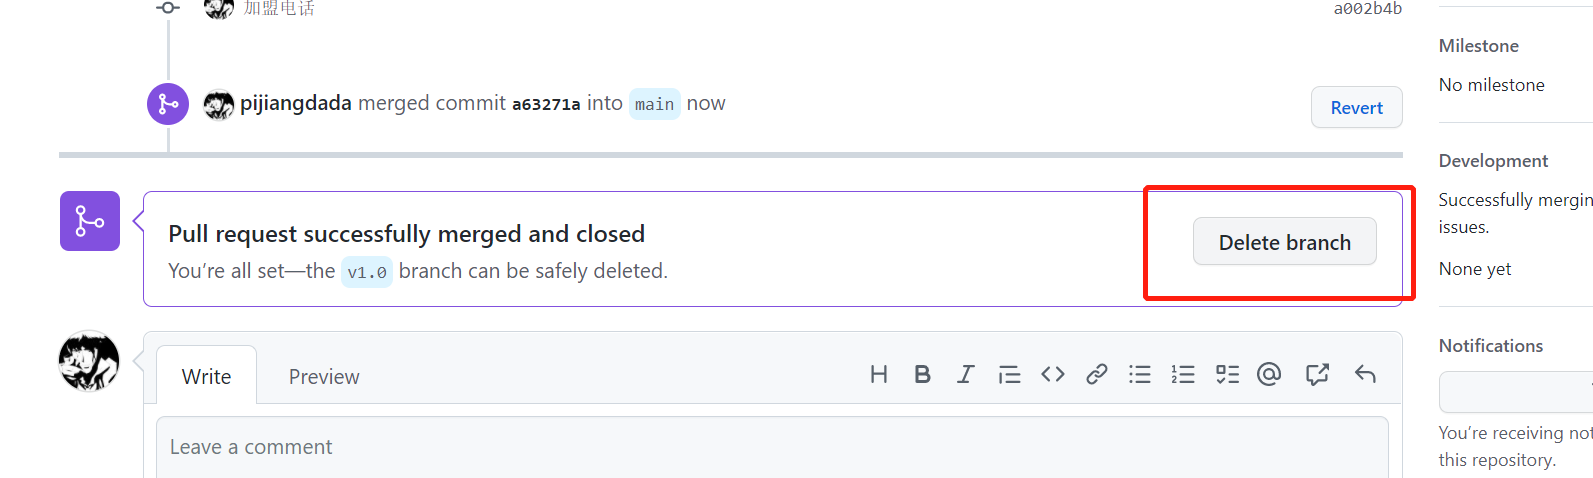 加盟电话
a002b4b
pijiangdada merged commit a63271a into main now
Revert
Pull request successfully merged and closed
You’re all set—the v1.0 branch can be safely deleted.
Delete branch
Write
Preview
Leave a comment
Milestone
No milestone
Development
Successfully mergin
issues.
None yet
Notifications
You’re receiving not
this repository.